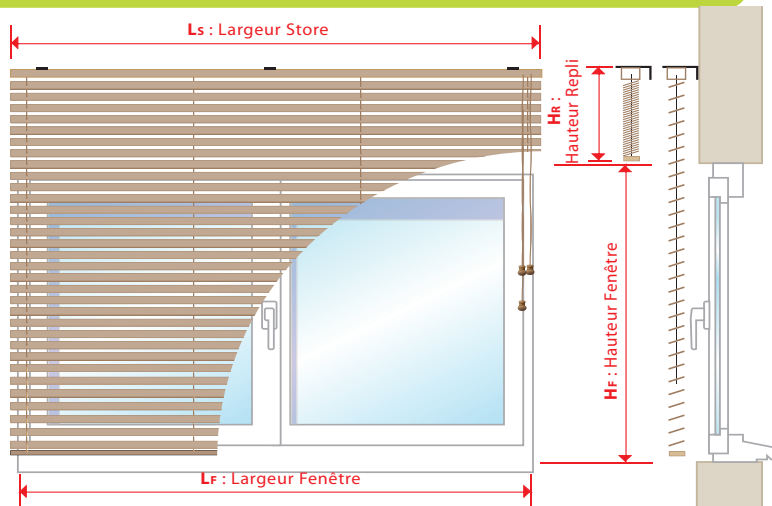 Ls : Largeur Store
HR :
Hauteur Repli
HF : Hauteur Fenêtre
LF : Largeur Fenêtre